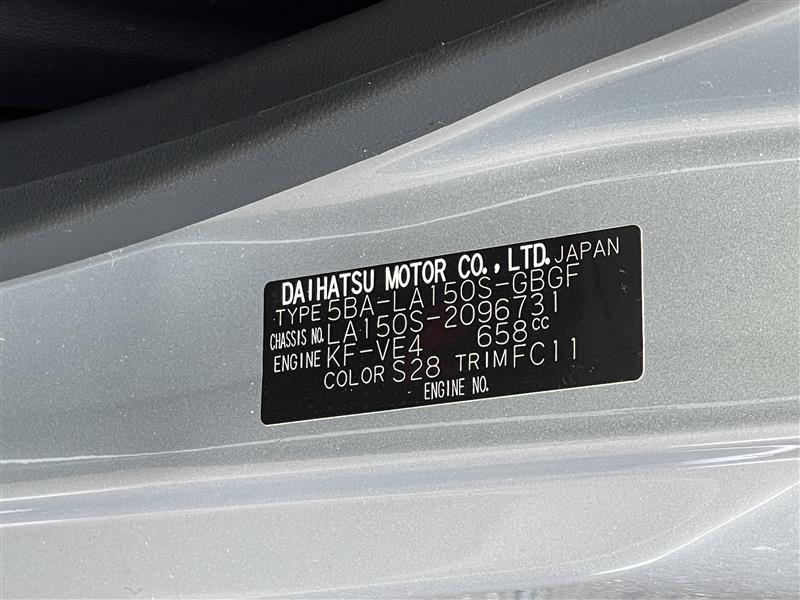 DAIHATSU MOTOR CO.,LTD. JAPAN
TYPE 5BA-LA150S-GBGF
CHASSIS NO. LA150S-2096731
ENGINE KF-VE4 658cc
COLOR S28 TRIM FC11
ENGINE NO.